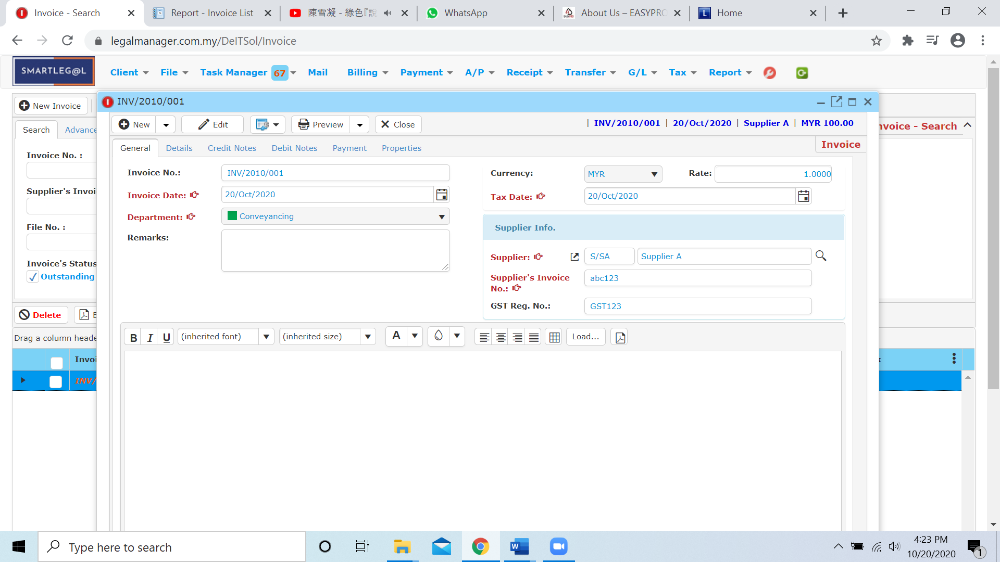 Invoice - Search
Report - Invoice List
陳雪凝 - 綠色『說
WhatsApp
About Us – EASYPRO
Home
legalmanager.com.my/DeITSol/Invoice
SMARTLEG@L
Client
File
Task Manager 67
Mail
Billing
Payment
A/P
Receipt
Transfer
G/L
Tax
Report
New Invoice
INV/2010/001
New
Edit
Preview
Close
| INV/2010/001 | 20/Oct/2020 | Supplier A | MYR 100.00
Search
Advance
nvoice - Search
General
Details
Credit Notes
Debit Notes
Payment
Properties
Invoice
Invoice No. :
Supplier's Invoi
File No. :
Invoice's Status
Outstanding
Invoice No.: INV/2010/001
Invoice Date: 20/Oct/2020
Department: Conveyancing
Remarks:
Currency: MYR
Rate: 1.0000
Tax Date: 20/Oct/2020
Supplier Info.
Supplier: S/SA Supplier A
Supplier's Invoice
No.: abc123
GST Reg. No.: GST123
Delete
E
B I U (inherited font) (inherited size) A Load...
Drag a column heade
Invoi
INV/
Type here to search
4:23 PM
10/20/2020
1